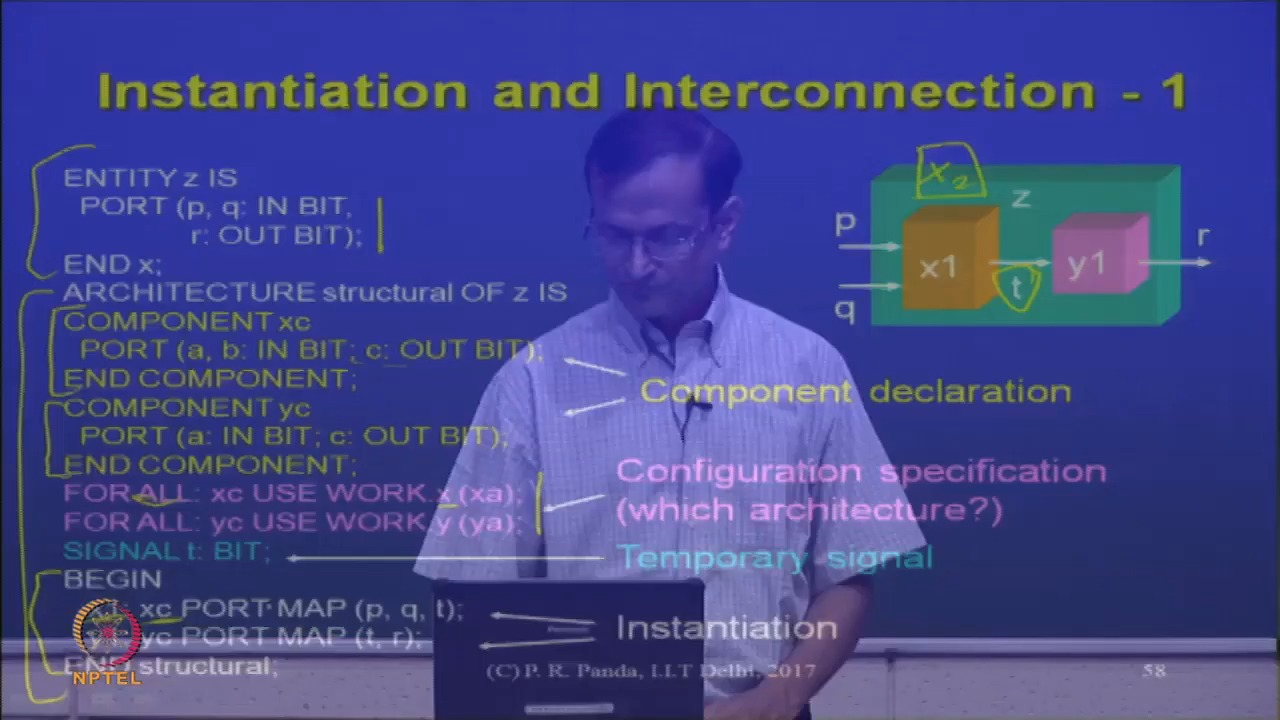 Instantiation and Interconnection - 1
ENTITY z IS
PORT (p, q: IN BIT,
r: OUT BIT);
END x;
ARCHITECTURE structural OF z IS
COMPONENT xc
PORT (a, b: IN BIT; c: OUT BIT);
END COMPONENT;
COMPONENT yc
PORT (a: IN BIT; c: OUT BIT);
END COMPONENT;
FOR ALL: xc USE WORK.x (xa);
FOR ALL: yc USE WORK.y (ya);
SIGNAL t: BIT;
BEGIN
xc PORT MAP (p, q, t);
yc PORT MAP (t, r);
END structural;
x2
z
p
q
x1
t
y1
r
Component declaration
Configuration specification
(which architecture?)
Temporary signal
Instantiation
(C) P. R. Panda, I.I.T Delhi, 2017
58
NPTEL